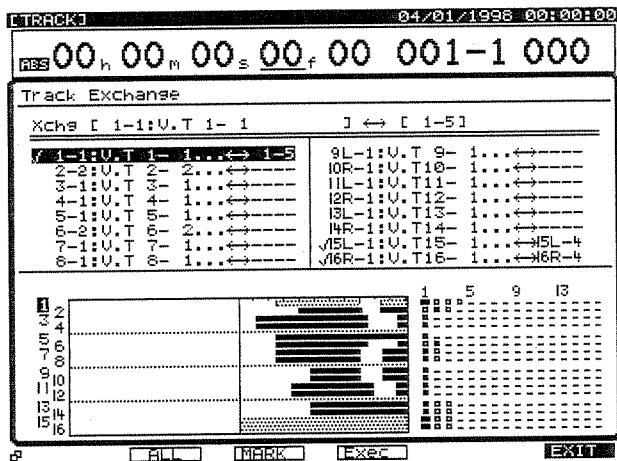 [TRACK] 04/01/1998 00:00:00
ABS 00h 00m 00s 00f 00 001-1 000
Track Exchange
Xchg [ 1-1:V.T 1- 1 ] ↔ [ 1-5]
√ 1-1:V.T 1- 1...↔ 1-5
2-2:V.T 2- 2...↔----
3-1:V.T 3- 1...↔----
4-1:V.T 4- 1...↔----
5-1:V.T 5- 1...↔----
6-2:V.T 6- 2...↔----
7-1:V.T 7- 1...↔----
8-1:V.T 8- 1...↔----
9L-1:V.T 9- 1...↔----
10R-1:V.T10- 1...↔----
11L-1:V.T11- 1...↔----
12R-1:V.T12- 1...↔----
13L-1:V.T13- 1...↔----
14R-1:V.T14- 1...↔----
√15L-1:V.T15- 1...↔15L-4
√16R-1:V.T16- 1...↔16R-4
1 5 9 13
1
2
3
4
5
6
7
8
9
10
11
12
13
14
15
16
ALL MARK Exec EXIT